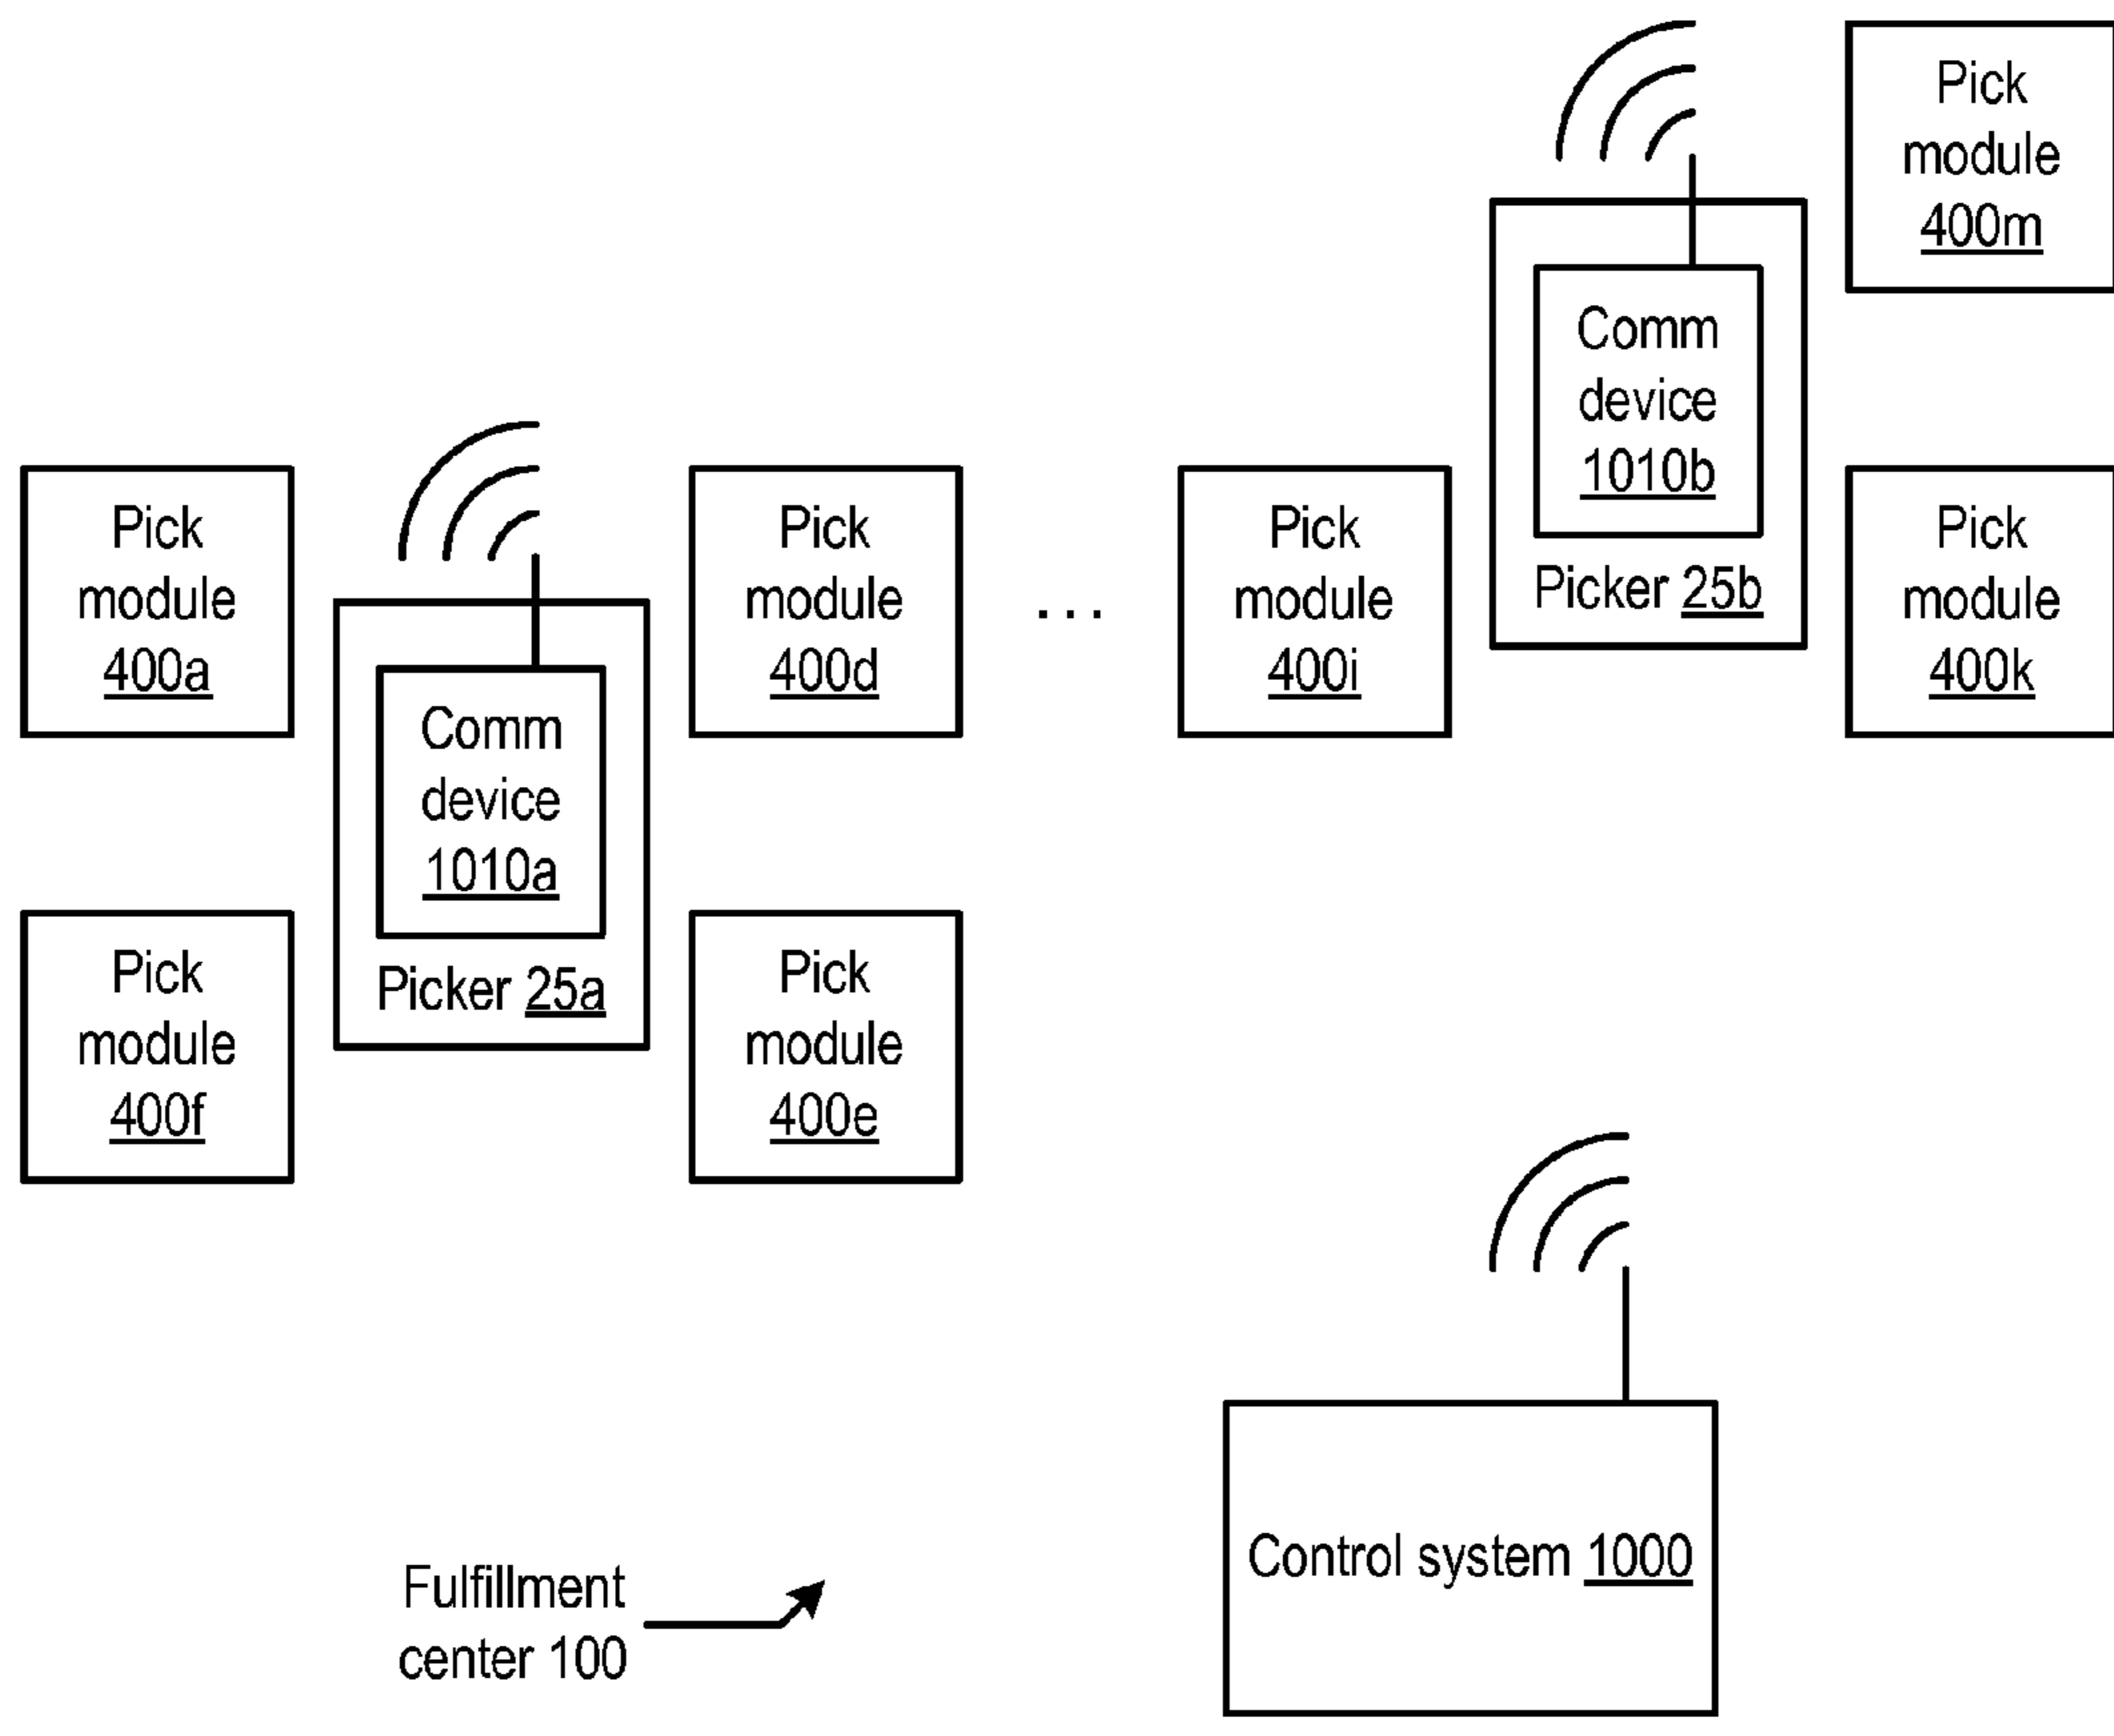 Pick
module
400m
Comm
device
1010b
Picker 25b
Pick
module
400a
Pick
module
400d
...
Pick
module
400i
Pick
module
400k
Comm
device
1010a
Picker 25a
Pick
module
400f
Pick
module
400e
Control system 1000
Fulfillment
center 100